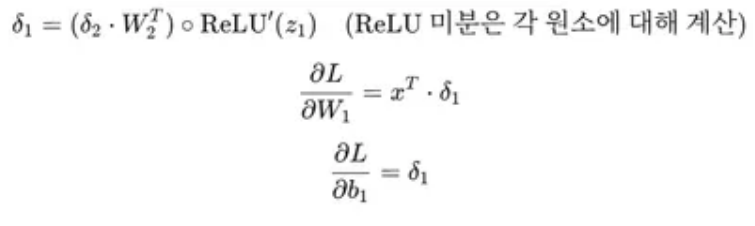 δ₁ = (δ₂ · W₂ᵀ) ∘ ReLU′(z₁) (ReLU 미분은 각 원소에 대해 계산)
∂L/∂W₁ = xᵀ · δ₁
∂L/∂b₁ = δ₁